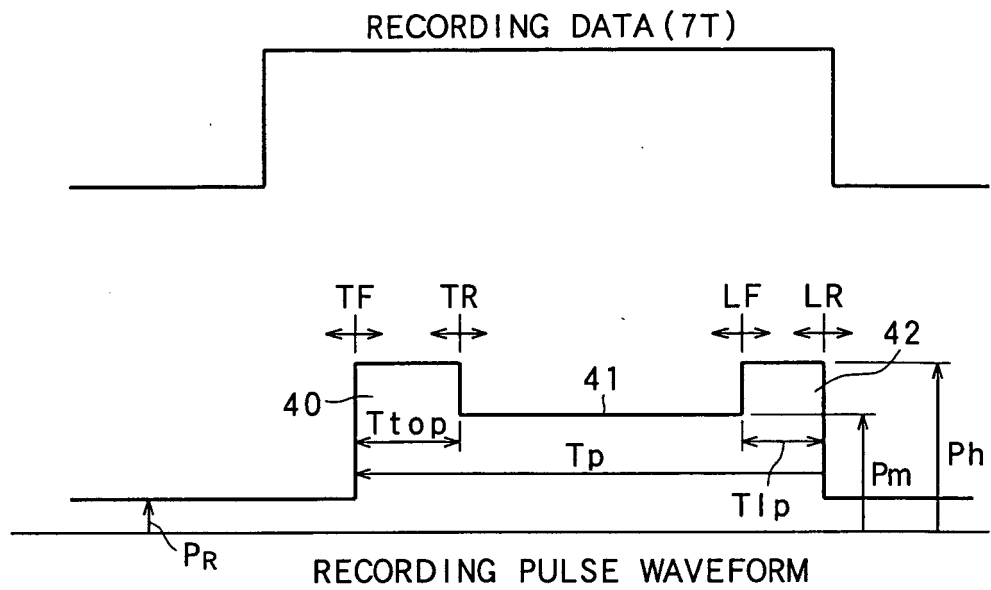 RECORDING DATA (7T)
TF TR LF LR
42
40 41
Ttop
Tp Pm Ph
Tlp
PR
RECORDING PULSE WAVEFORM